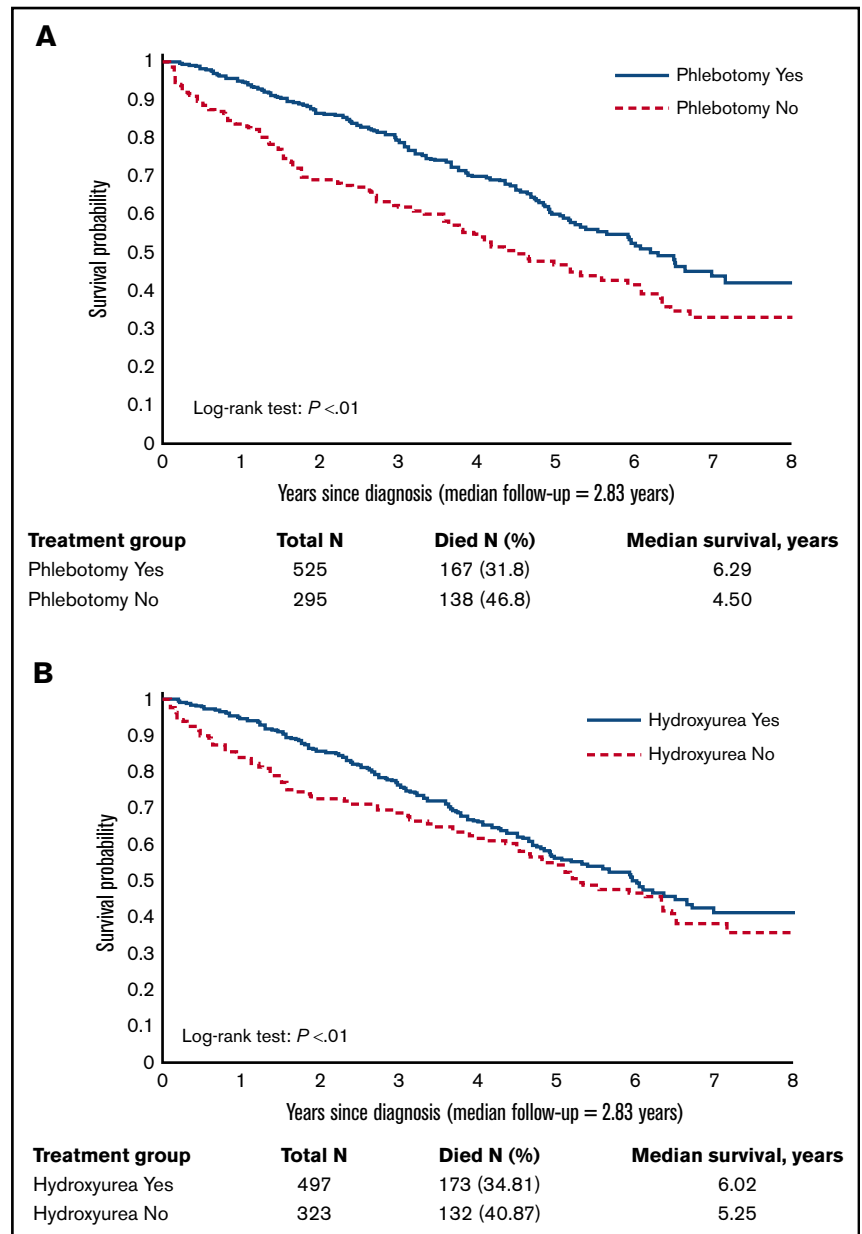 A
Phlebotomy Yes
Phlebotomy No
Survival probability
1
0.9
0.8
0.7
0.6
0.5
0.4
0.3
0.2
0.1
0
Log-rank test: P <.01
0 1 2 3 4 5 6 7 8
Years since diagnosis (median follow-up = 2.83 years)
Treatment group Total N Died N (%) Median survival, years
Phlebotomy Yes 525 167 (31.8) 6.29
Phlebotomy No 295 138 (46.8) 4.50
B
Hydroxyurea Yes
Hydroxyurea No
Survival probability
1
0.9
0.8
0.7
0.6
0.5
0.4
0.3
0.2
0.1
0
Log-rank test: P <.01
0 1 2 3 4 5 6 7 8
Years since diagnosis (median follow-up = 2.83 years)
Treatment group Total N Died N (%) Median survival, years
Hydroxyurea Yes 497 173 (34.81) 6.02
Hydroxyurea No 323 132 (40.87) 5.25